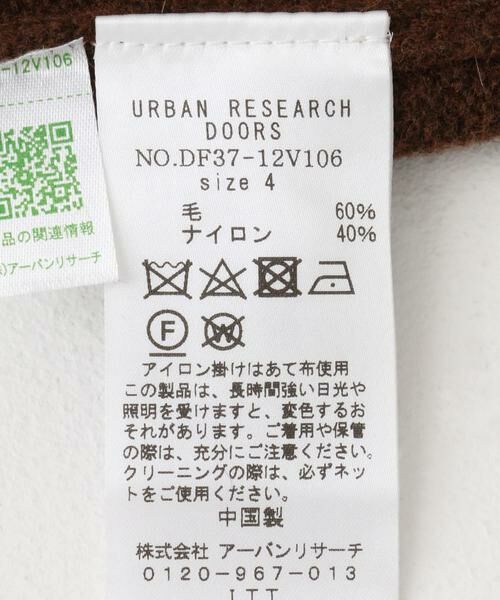 -12V106
品の関連情報
アーバンリサーチ
URBAN RESEARCH
DOORS
NO.DF37-12V106
size 4
毛 60%
ナイロン 40%
F W
アイロン掛けはあて布使用
この製品は、長時間強い日光や
照明を受けますと、変色するお
それがあります。ご着用や保管
の際は、充分にご注意ください。
クリーニングの際は、必ずネッ
トをご使用ください。
中国製
株式会社 アーバンリサーチ
0120-967-013
ITT